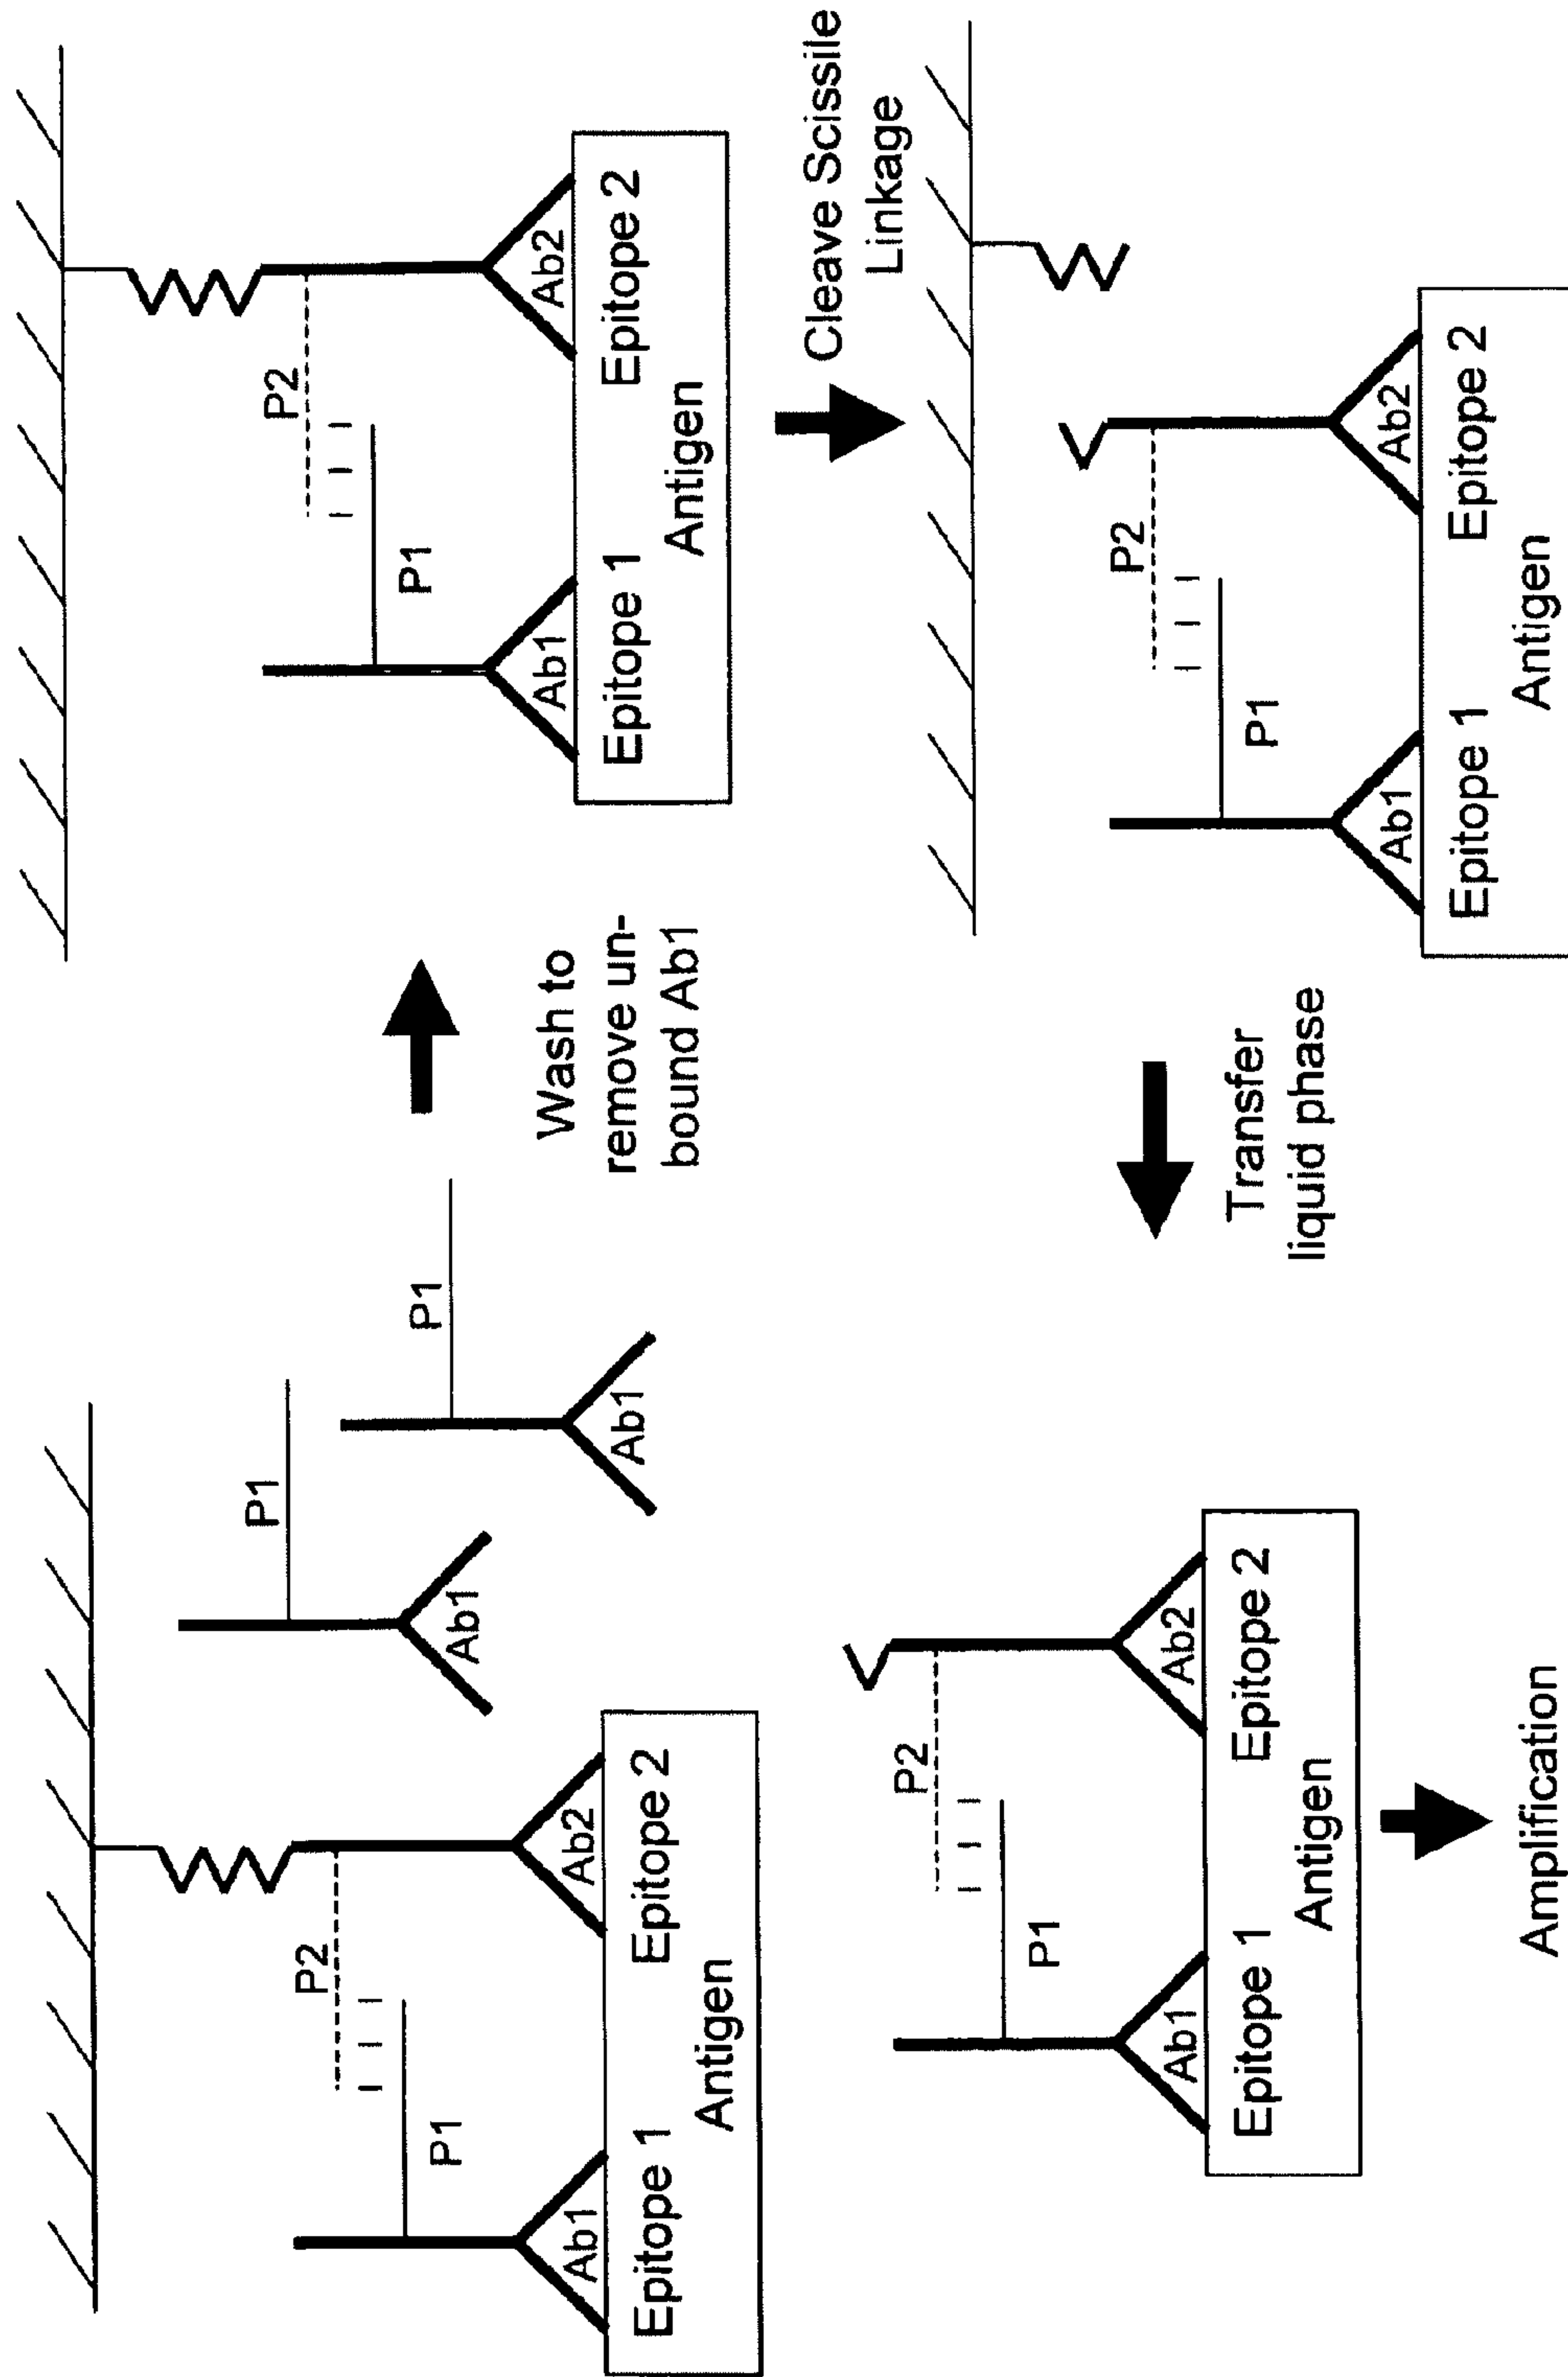 P1
P1
P2
Ab1
Ab1
P1
Ab1
Ab2
Epitope 1
Epitope 2
Antigen
Wash to
remove un-
bound Ab1
P2
P1
Ab1
Ab2
Epitope 1
Epitope 2
Antigen
Cleave Scissile
Linkage
P2
P1
Ab1
Ab2
Epitope 1
Epitope 2
Antigen
Transfer
liquid phase
P2
P1
Ab1
Ab2
Epitope 1
Epitope 2
Antigen
Amplification